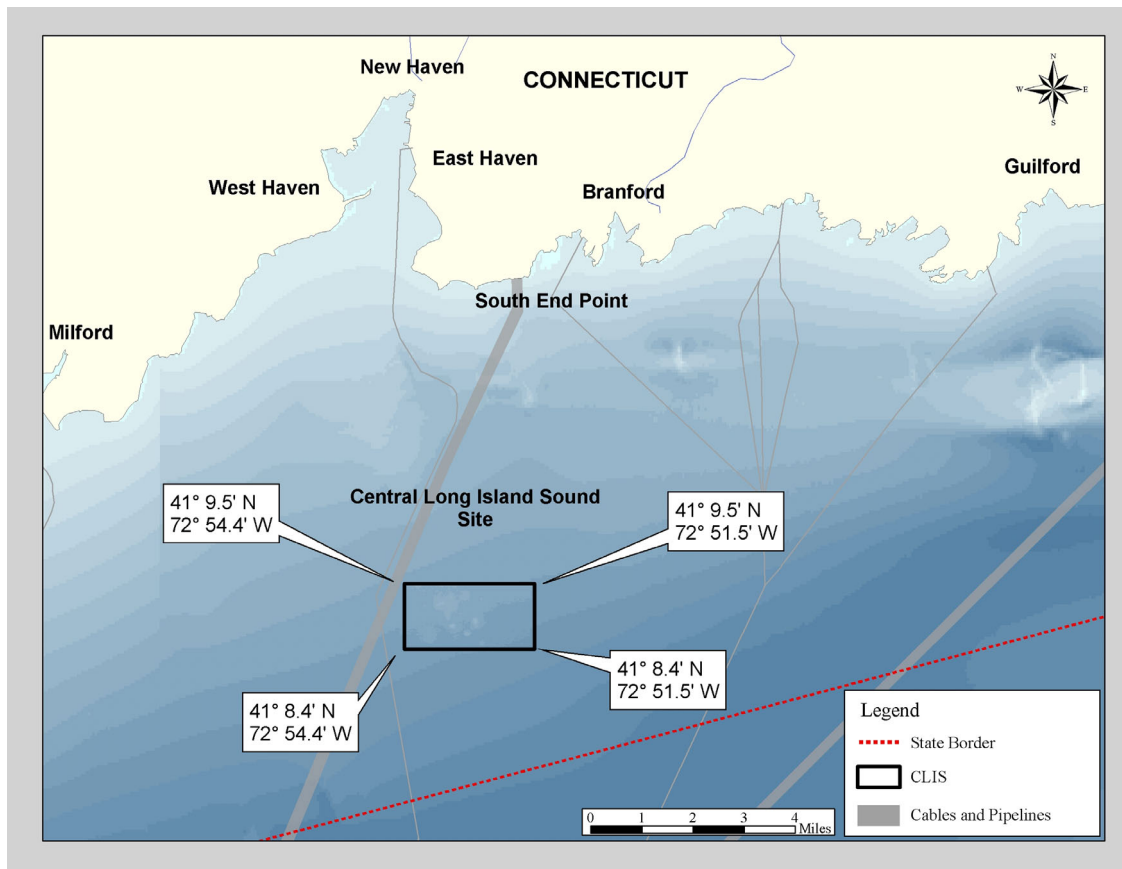 New Haven
CONNECTICUT
N
W
E
S
East Haven
Guilford
West Haven
Branford
South End Point
Milford
Central Long Island Sound
Site
41° 9.5' N
72° 54.4' W
41° 9.5' N
72° 51.5' W
41° 8.4' N
72° 51.5' W
41° 8.4' N
72° 54.4' W
Legend
State Border
CLIS
Cables and Pipelines
0 1 2 3 4
Miles